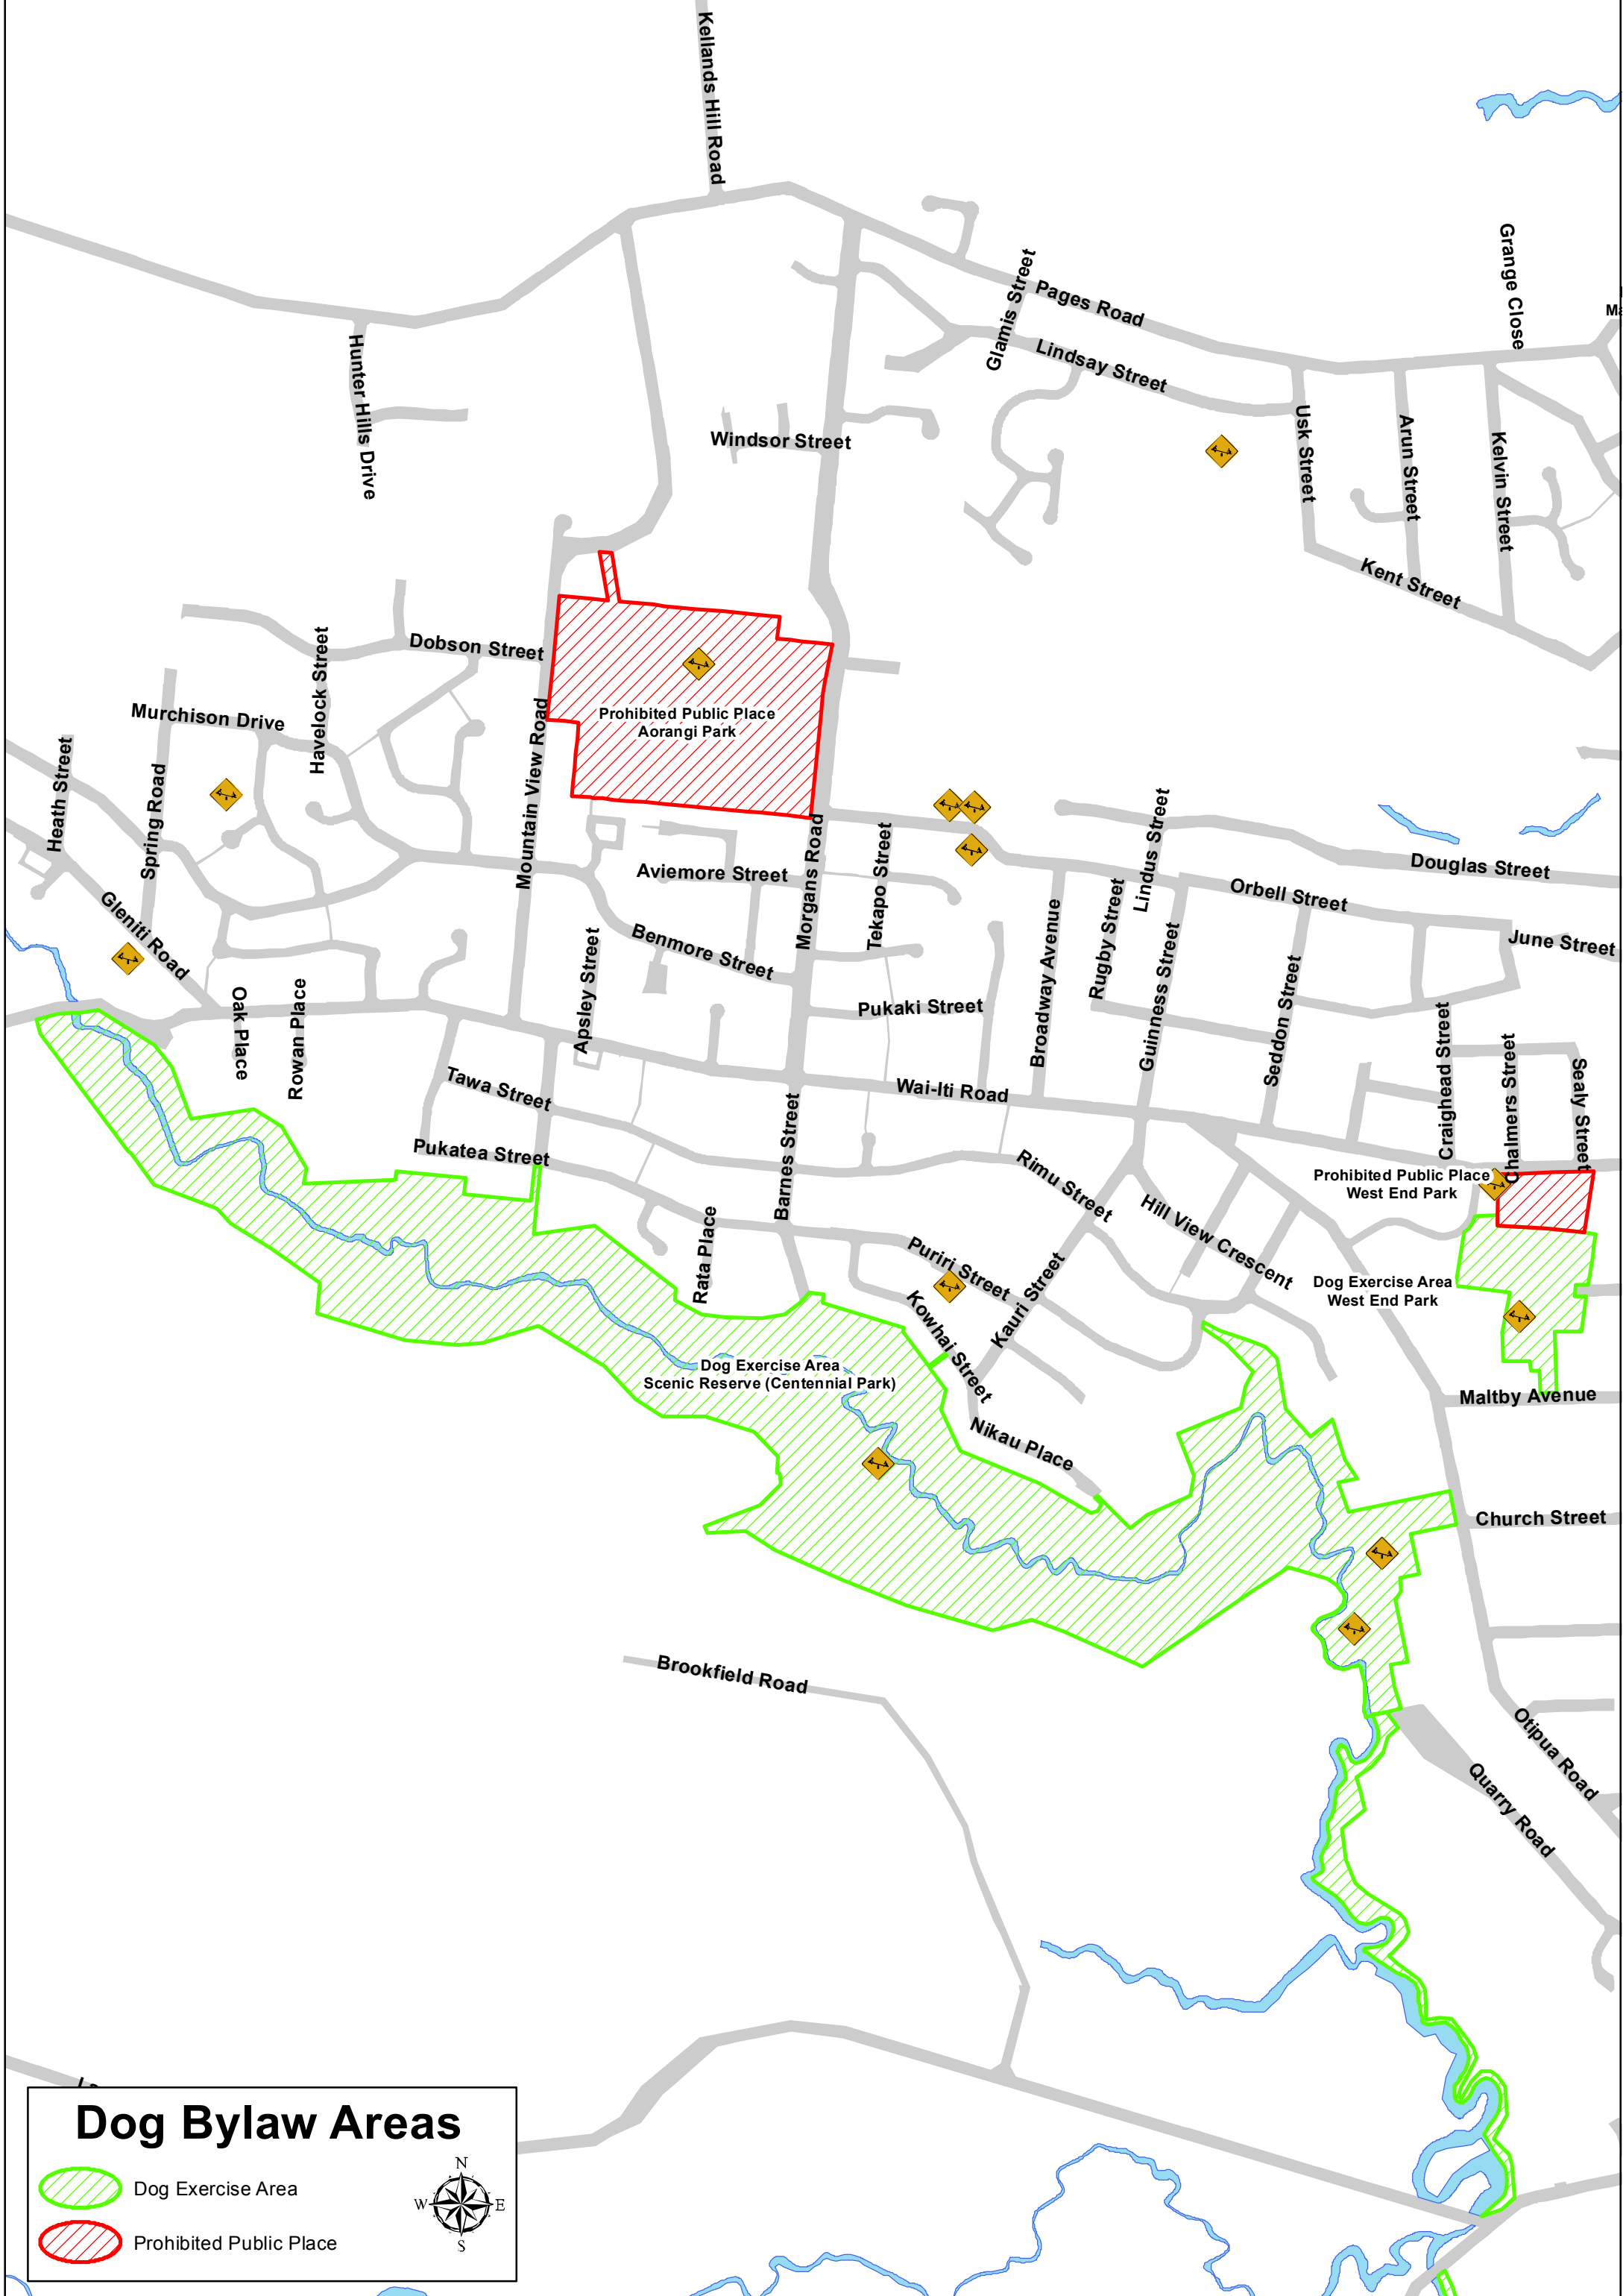 Kellands Hill Road
Grange Close
Glamis Street
Pages Road
Ma
Hunter Hills Drive
Lindsay Street
Windsor Street
Usk Street
Arun Street
Kelvin Street
Kent Street
Dobson Street
Havelock Street
Murchison Drive
Prohibited Public Place
Aorangi Park
Heath Street
Spring Road
Mountain View Road
Aviemore Street
Morgans Road
Tekapo Street
Lindus Street
Douglas Street
Orbell Street
Rugby Street
Gleniti Road
Benmore Street
Apsley Street
Broadway Avenue
Guinness Street
Seddon Street
June Street
Oak Place
Rowan Place
Pukaki Street
Craighead Street
Chalmers Street
Sealy Street
Tawa Street
Wai-Iti Road
Pukatea Street
Barnes Street
Rimu Street
Prohibited Public Place
West End Park
Hill View Crescent
Rata Place
Puriri Street
Kauri Street
Kowhai Street
Dog Exercise Area
West End Park
Dog Exercise Area
Scenic Reserve (Centennial Park)
Maltby Avenue
Nikau Place
Church Street
Brookfield Road
Otipua Road
Quarry Road
Dog Bylaw Areas
Dog Exercise Area
Prohibited Public Place
N
W
E
S